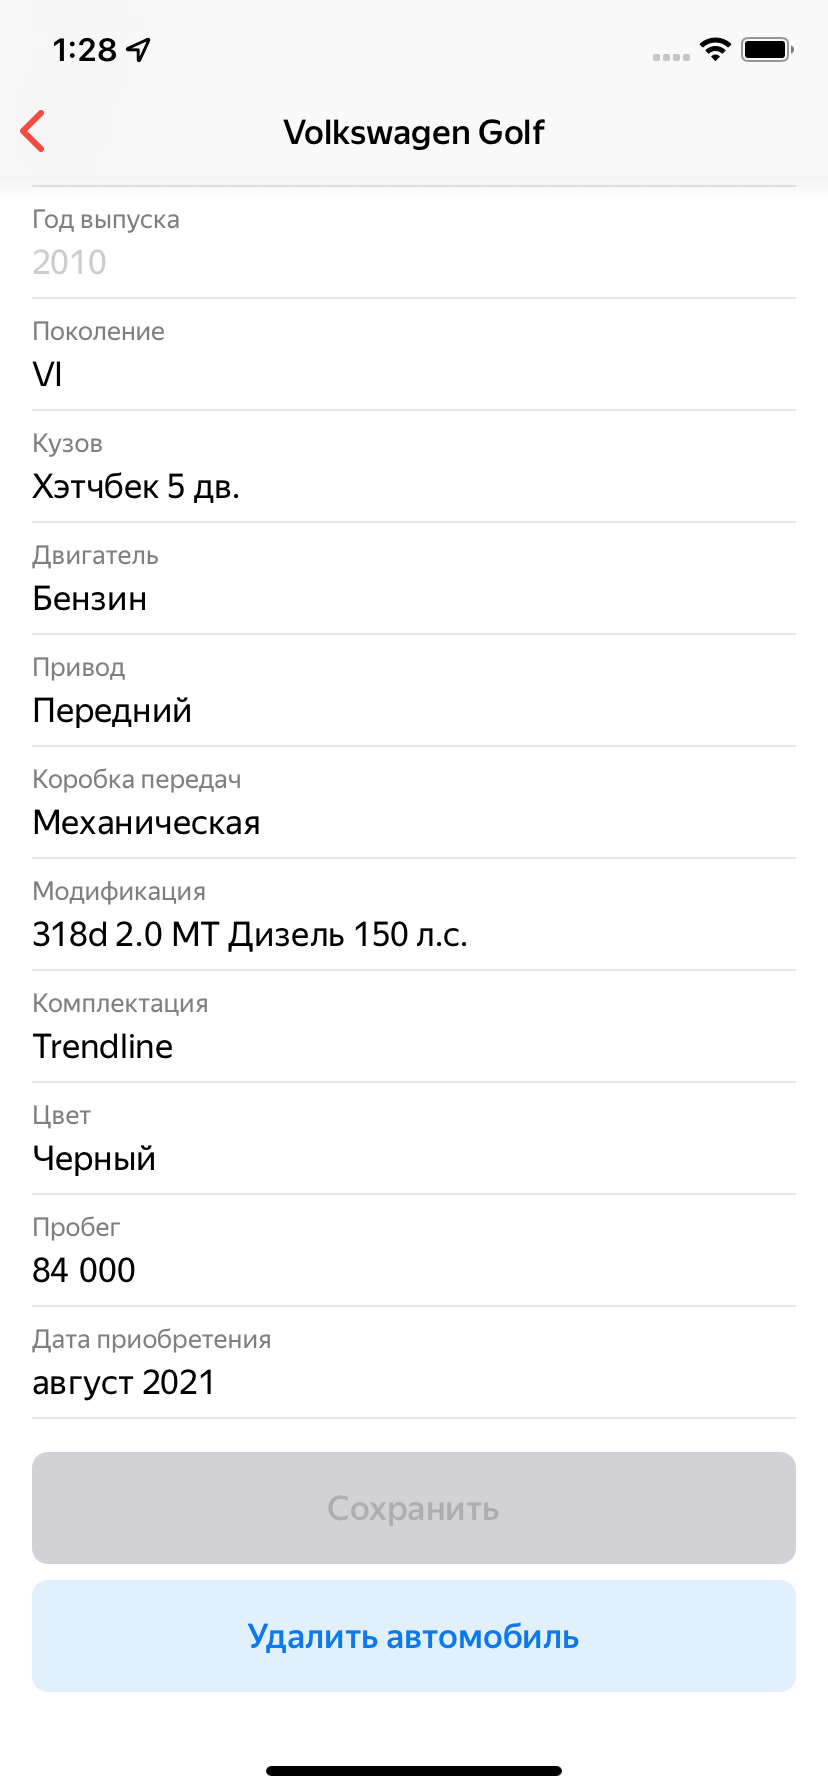 1:28
Volkswagen Golf
Год выпуска
2010
Поколение
VI
Кузов
Хэтчбек 5 дв.
Двигатель
Бензин
Привод
Передний
Коробка передач
Механическая
Модификация
318d 2.0 MT Дизель 150 л.с.
Комплектация
Trendline
Цвет
Черный
Пробег
84 000
Дата приобретения
август 2021
Сохранить
Удалить автомобиль